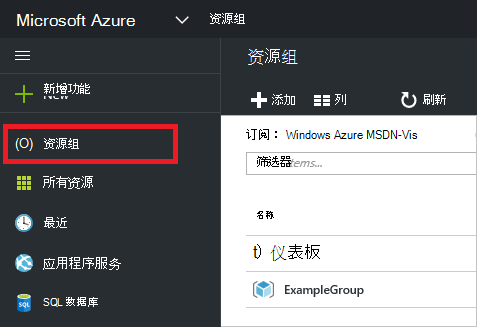 Microsoft Azure 资源组
新增功能
资源组
所有资源
最近
应用程序服务
SQL 数据库
资源组
添加 列 刷新
订阅： Windows Azure MSDN-Vis
筛选器 items...
名称
t) 仪表板
ExampleGroup